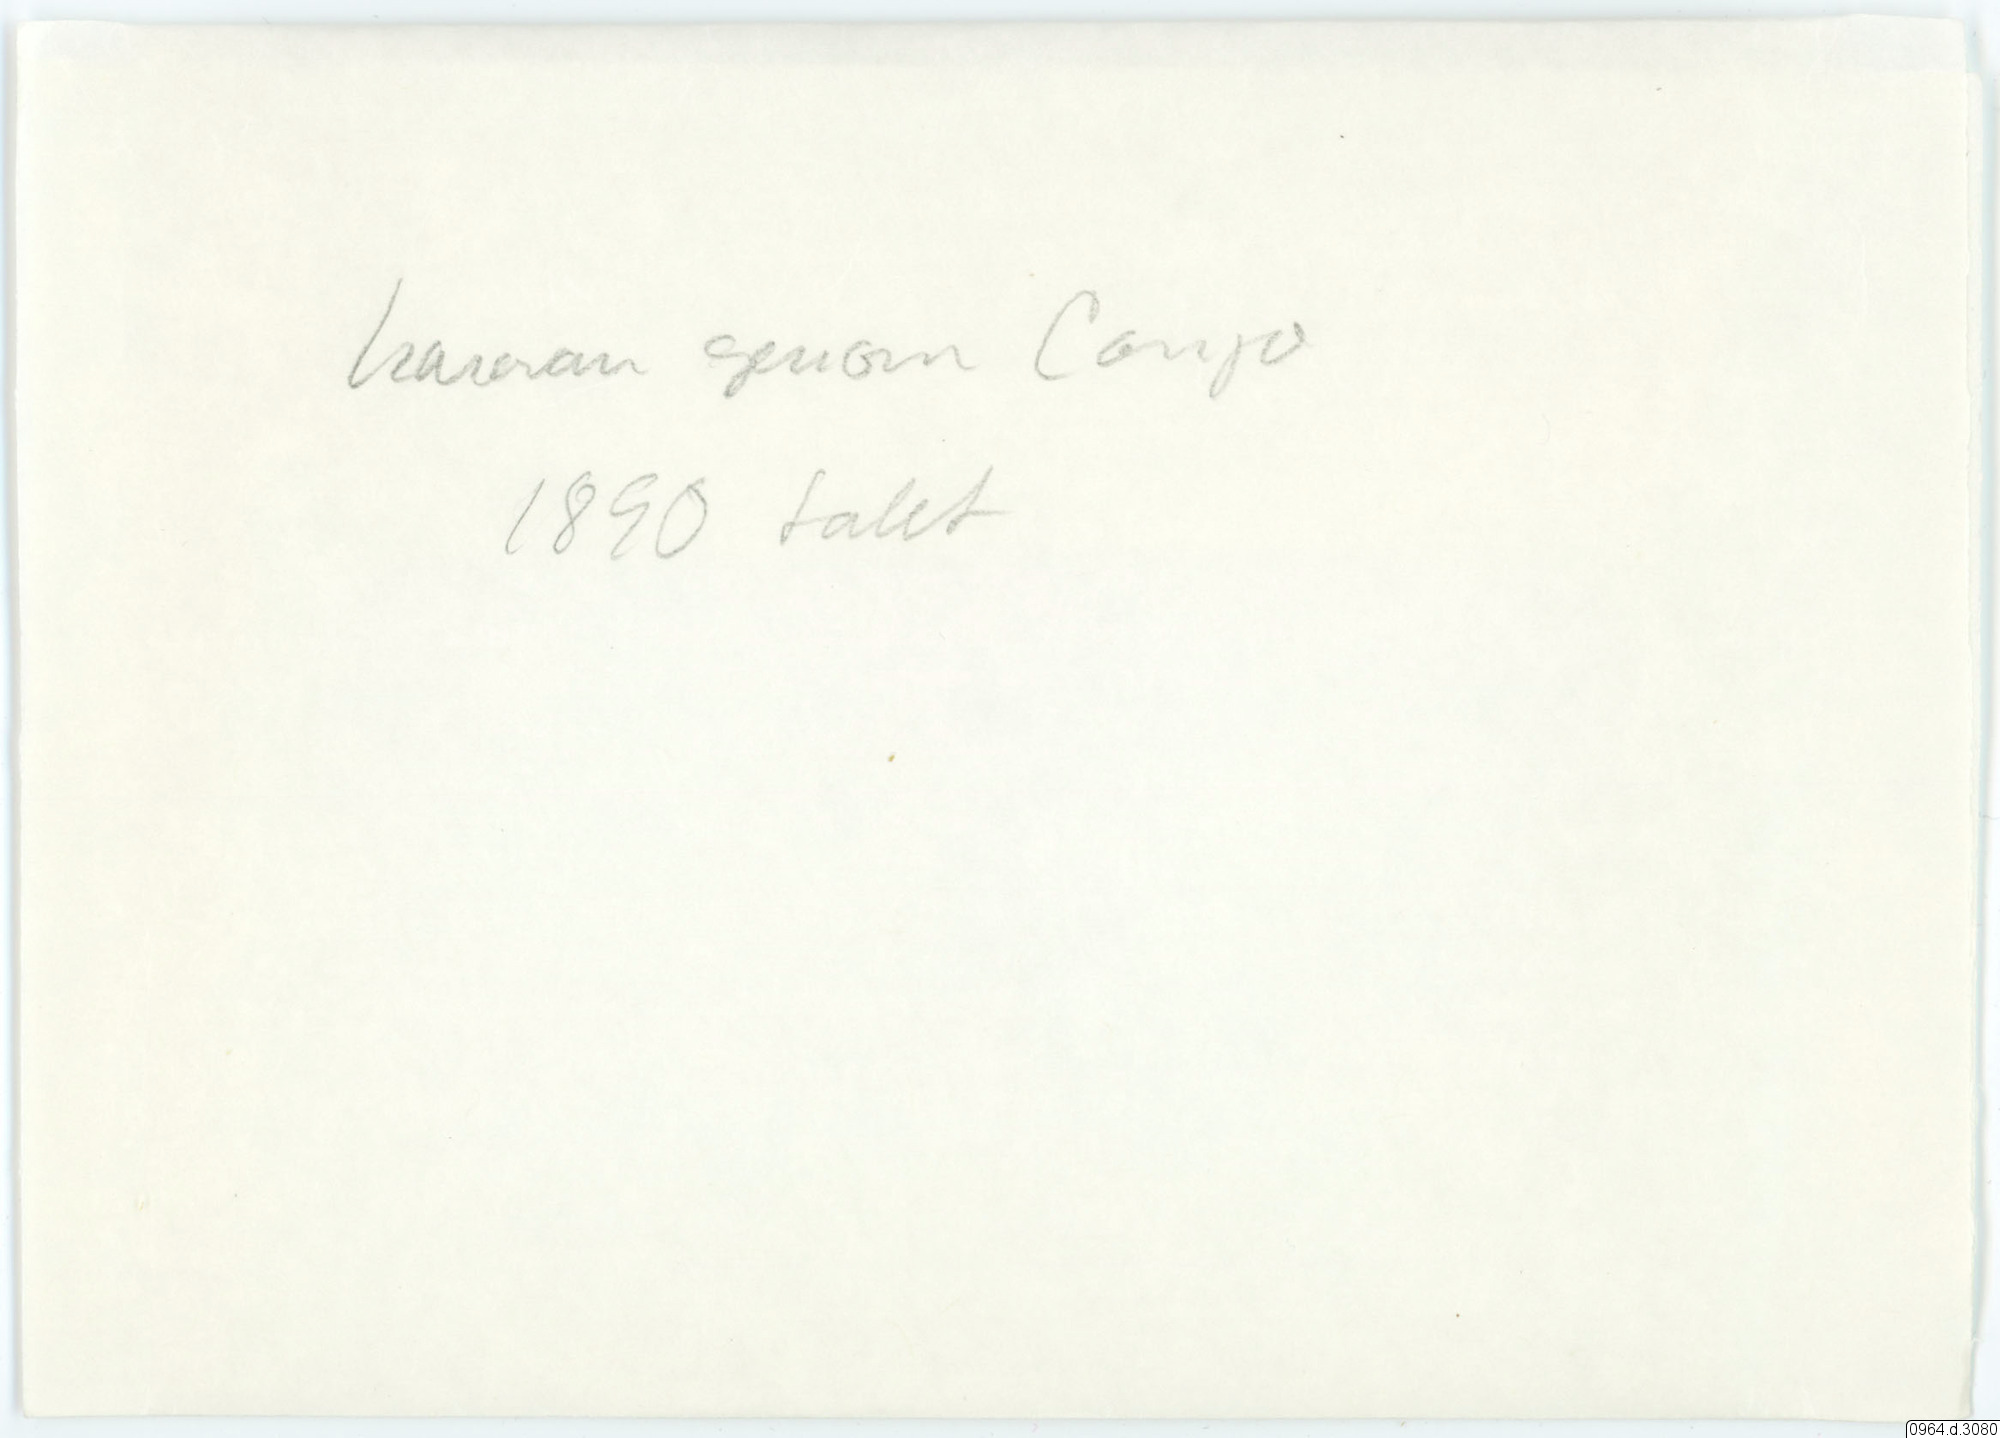 karavan genom Congo
1890 talet
0964.d.3080